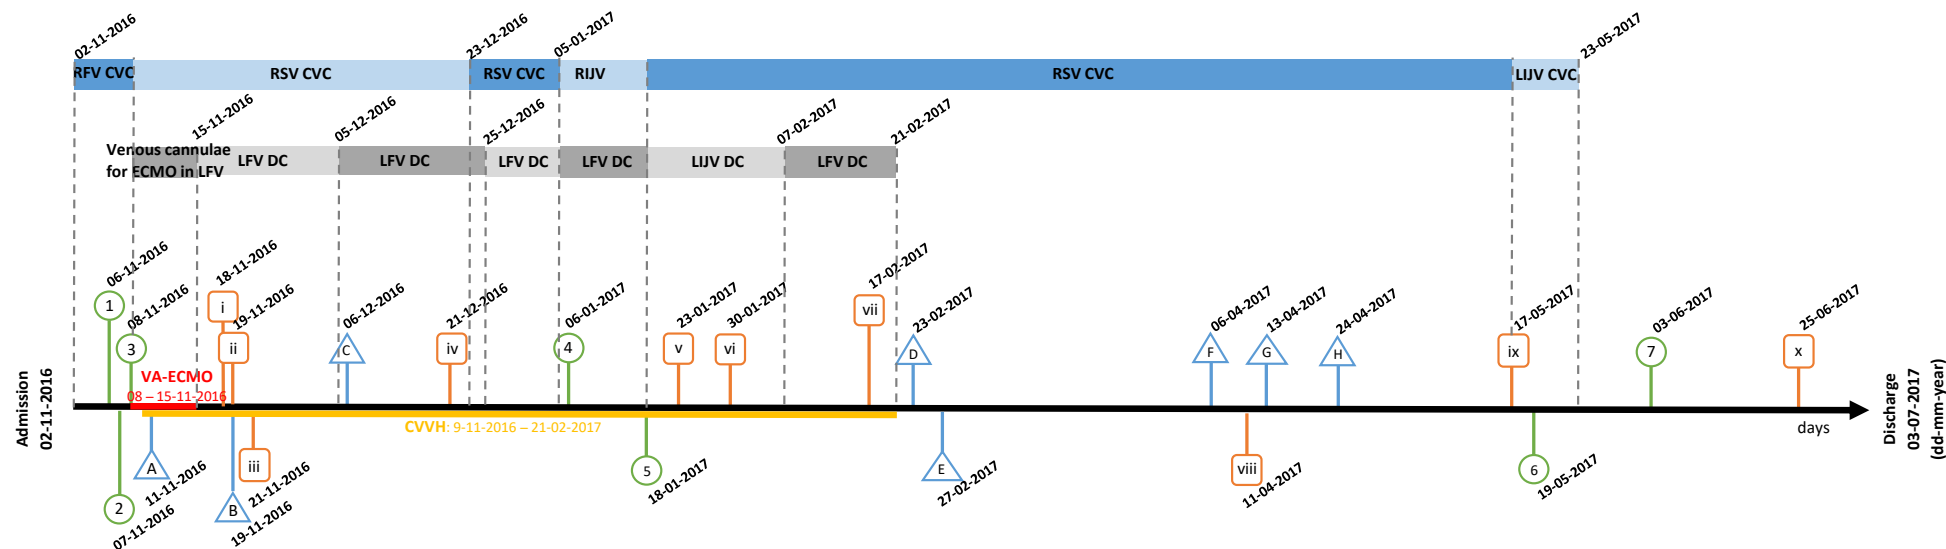 02-11-2016
23-12-2016
05-01-2017
23-05-2017
RFV CVC
RSV CVC
RSV CVC
RIJV
RSV CVC
LIJV CVC
15-11-2016
05-12-2016
25-12-2016
07-02-2017
21-02-2017
Venous cannulae
for ECMO in LFV
LFV DC
LFV DC
LFV DC
LFV DC
LIJV DC
LFV DC
06-11-2016
08-11-2016
18-11-2016
19-11-2016
06-12-2016
21-12-2016
06-01-2017
23-01-2017
30-01-2017
17-02-2017
23-02-2017
06-04-2017
13-04-2017
24-04-2017
17-05-2017
03-06-2017
25-06-2017
1
3
i
ii
C
iv
4
v
vi
vii
D
F
G
H
ix
7
x
VA-ECMO
08 – 15-11-2016
Admission
02-11-2016
CVVH: 9-11-2016 – 21-02-2017
days
Discharge
03-07-2017
(dd-mm-year)
2
A
B
iii
5
E
viii
6
07-11-2016
11-11-2016
19-11-2016
21-11-2016
18-01-2017
27-02-2017
11-04-2017
19-05-2017